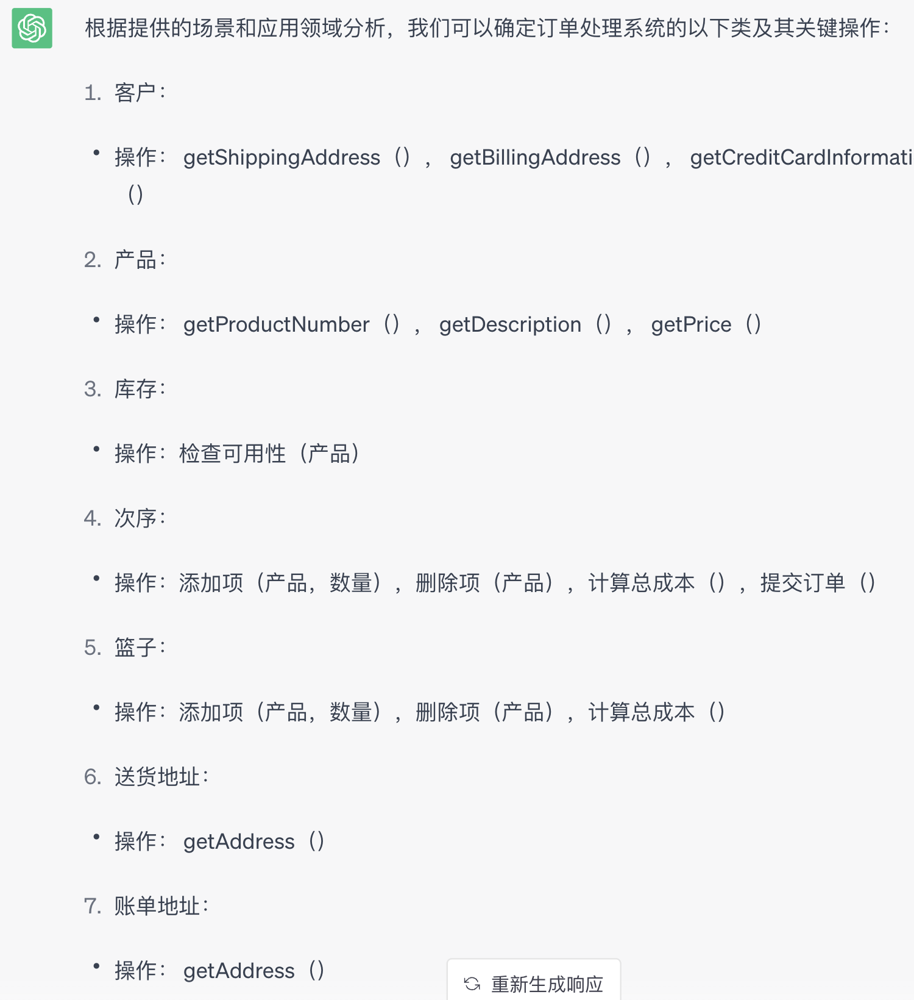 根据提供的场景和应用领域分析，我们可以确定订单处理系统的以下类及其关键操作：
1. 客户：
• 操作： getShippingAddress（），getBillingAddress（），getCreditCardInformati
（）
2. 产品：
• 操作： getProductNumber（），getDescription（），getPrice（）
3. 库存：
• 操作：检查可用性（产品）
4. 次序：
• 操作：添加项（产品，数量），删除项（产品），计算总成本（），提交订单（）
5. 篮子：
• 操作：添加项（产品，数量），删除项（产品），计算总成本（）
6. 送货地址：
• 操作： getAddress（）
7. 账单地址：
• 操作： getAddress（）
重新生成响应